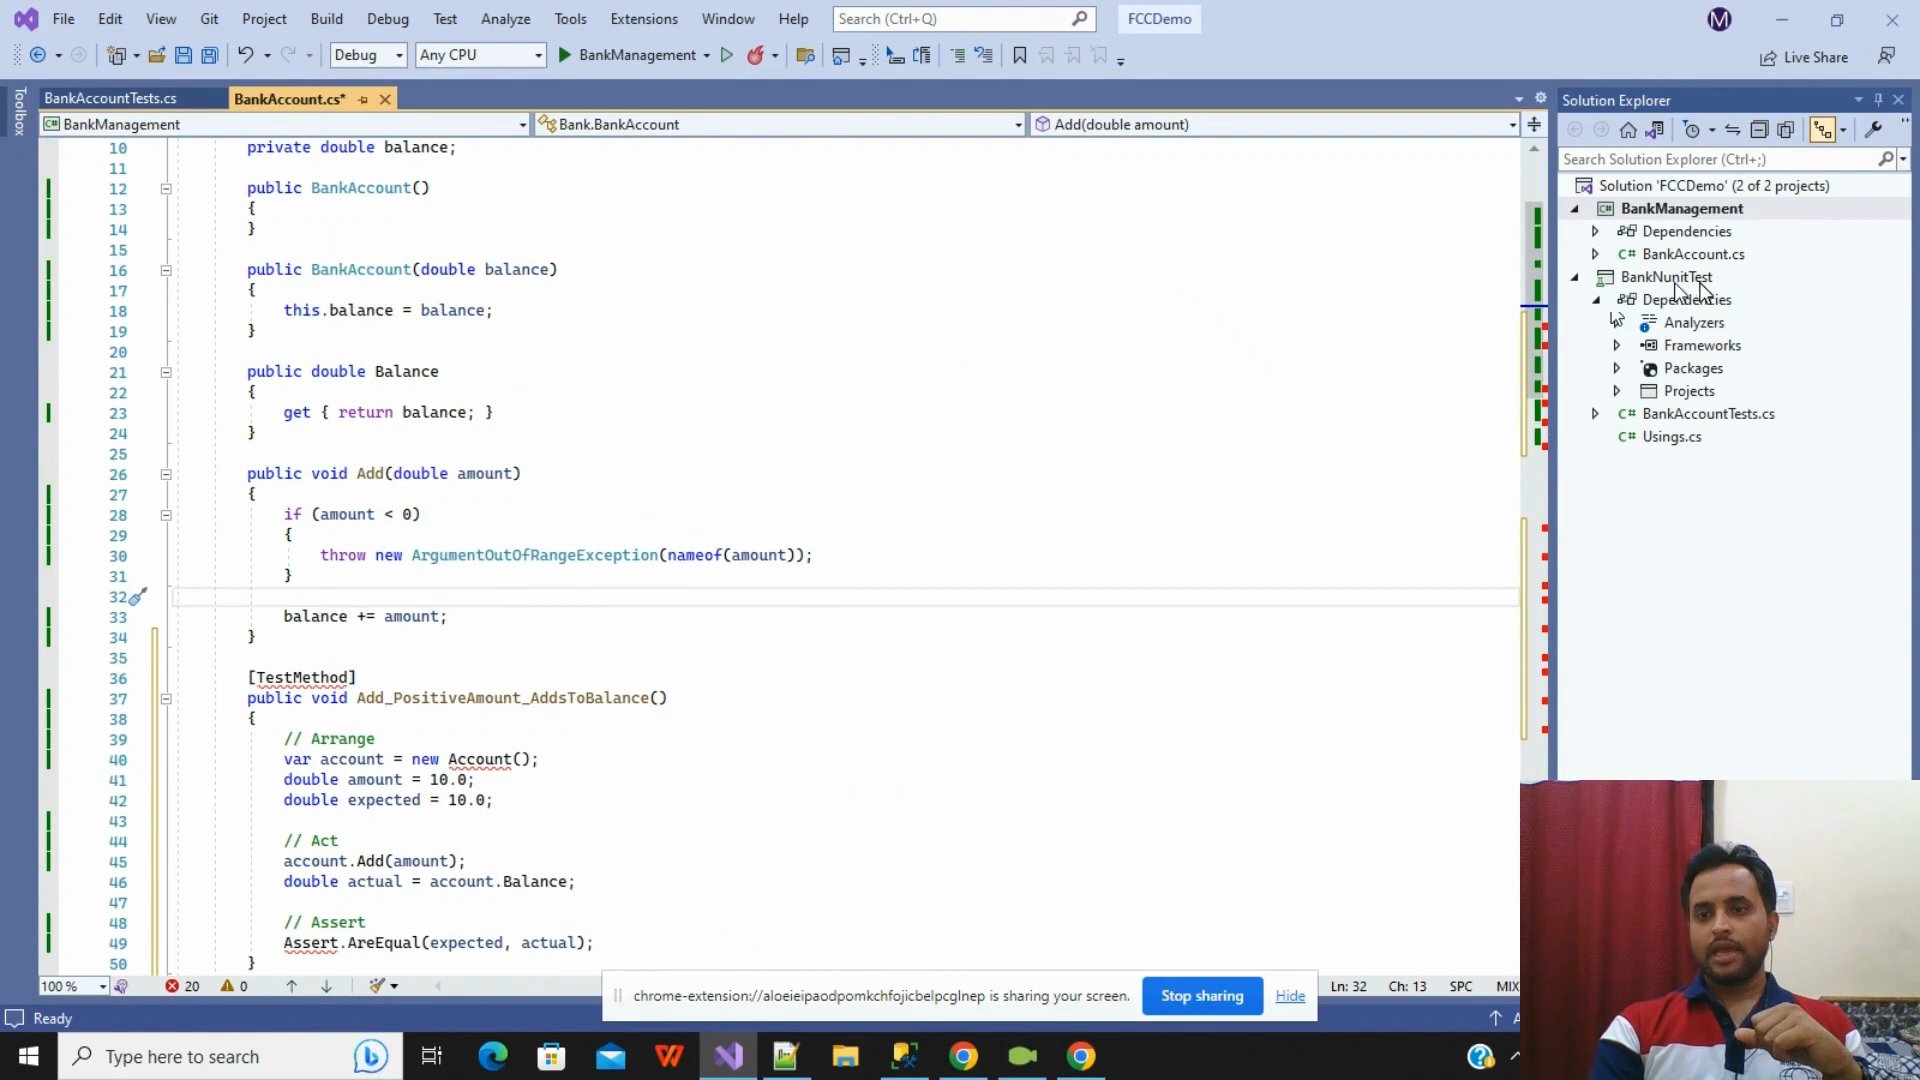 File Edit View Git Project Build Debug Test Analyze Tools Extensions Window Help Search (Ctrl+Q) FCCDemo M
Debug Any CPU BankManagement Live Share
Toolbox
BankAccountTests.cs BankAccount.cs*
BankManagement Bank.BankAccount Add(double amount)
10 private double balance;
11
12 public BankAccount()
13 {
14 }
15
16 public BankAccount(double balance)
17 {
18 this.balance = balance;
19 }
20
21 public double Balance
22 {
23 get { return balance; }
24 }
25
26 public void Add(double amount)
27 {
28 if (amount < 0)
29 {
30 throw new ArgumentOutOfRangeException(nameof(amount));
31 }
32
33 balance += amount;
34 }
35
36 [TestMethod]
37 public void Add_PositiveAmount_AddsToBalance()
38 {
39 // Arrange
40 var account = new Account();
41 double amount = 10.0;
42 double expected = 10.0;
43
44 // Act
45 account.Add(amount);
46 double actual = account.Balance;
47
48 // Assert
49 Assert.AreEqual(expected, actual);
50 }
100 % 20 0 Ln: 32 Ch: 13 SPC MIX
Solution Explorer
Search Solution Explorer (Ctrl+;)
Solution 'FCCDemo' (2 of 2 projects)
C# BankManagement
Dependencies
C# BankAccount.cs
BankNunitTest
Dependencies
Analyzers
Frameworks
Packages
Projects
C# BankAccountTests.cs
C# Usings.cs
chrome-extension://aloeieipaodpomkchfojicbelpcglnep is sharing your screen. Stop sharing Hide
Ready
Type here to search